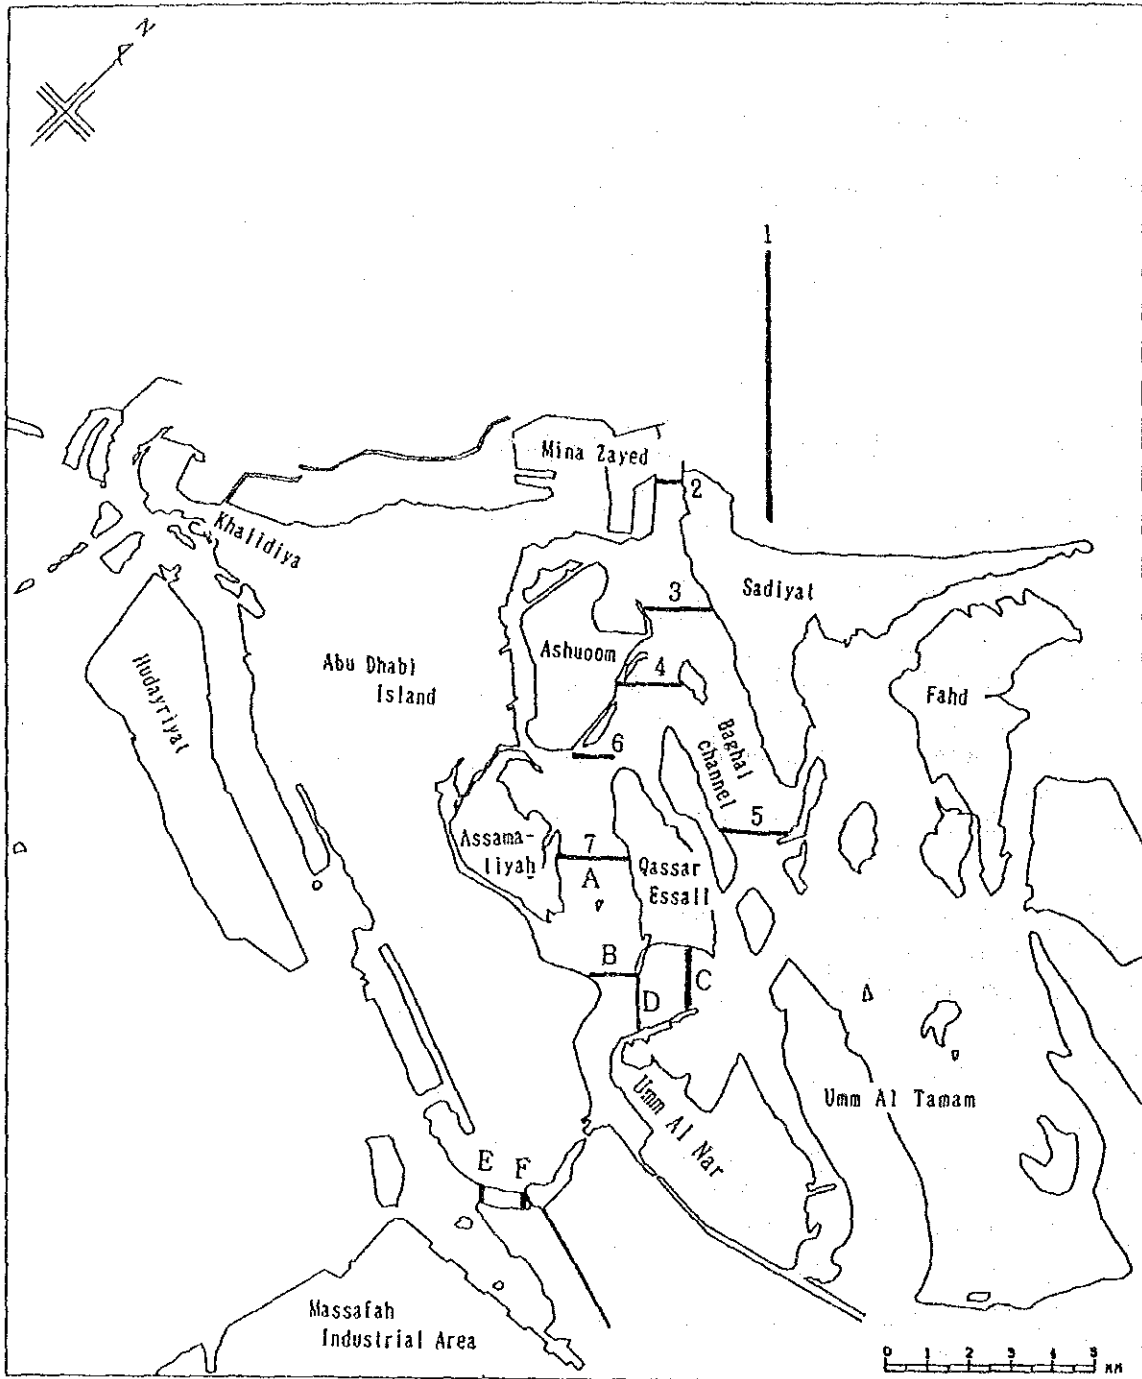 N
1
Mina Zayed
2
Khalidiya
Sadiyat
3
Ashuoom
Abu Dhabi
Island
4
Hudayriyat
Fahd
Baghal
channel
6
5
Assama-
liyah
7
A
Qassar
Essall
B
C
D
Umm Al Nar
Umm Al Tamam
E
F
Massafah
Industrial Area
0 1 2 3 4 5